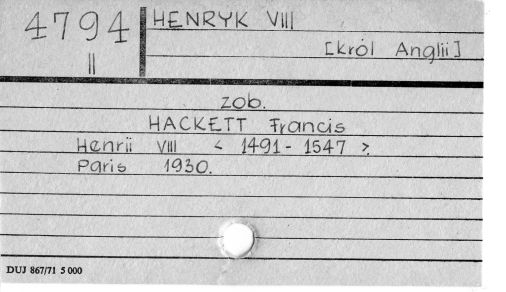 4794
II
HENRYK VIII
[król Anglii]
zob.
HACKETT Francis
Henrii VIII < 1491 - 1547 >.
Paris 1930.
DUJ 867/71 5 000